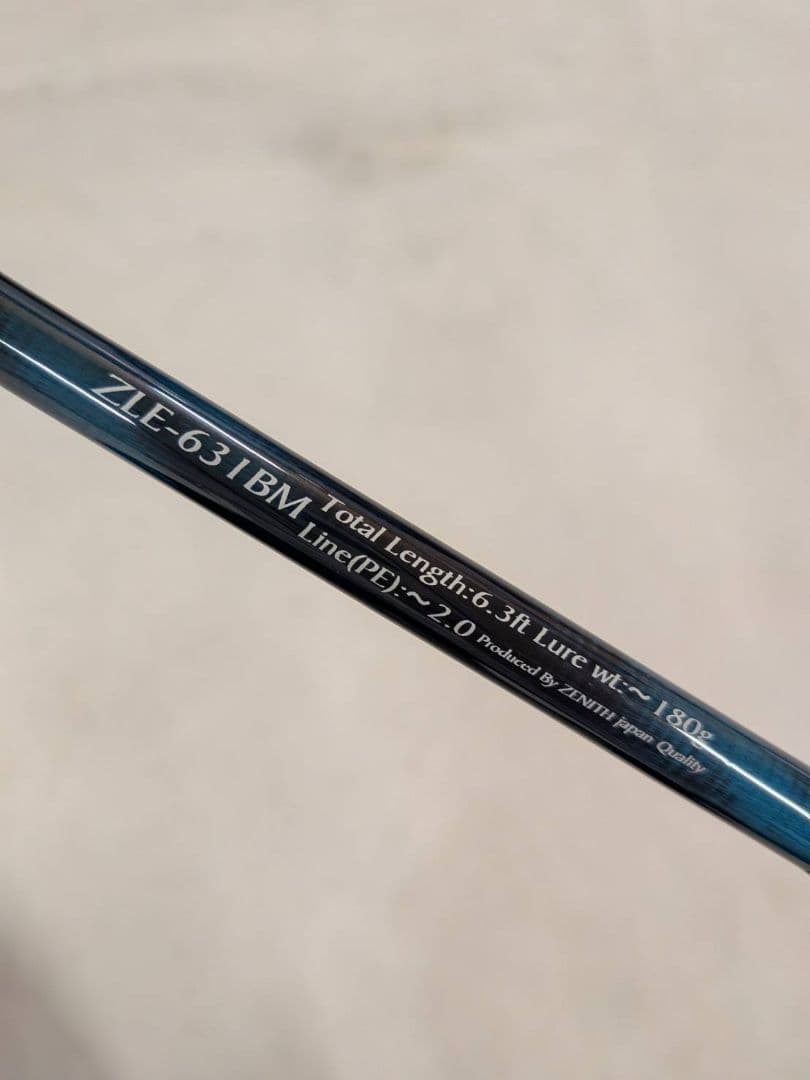 ZLE-631BM
Total Length:6.3ft Lure wt:~180g
Line(PE):~2.0 Produced By ZENITH japan Quality